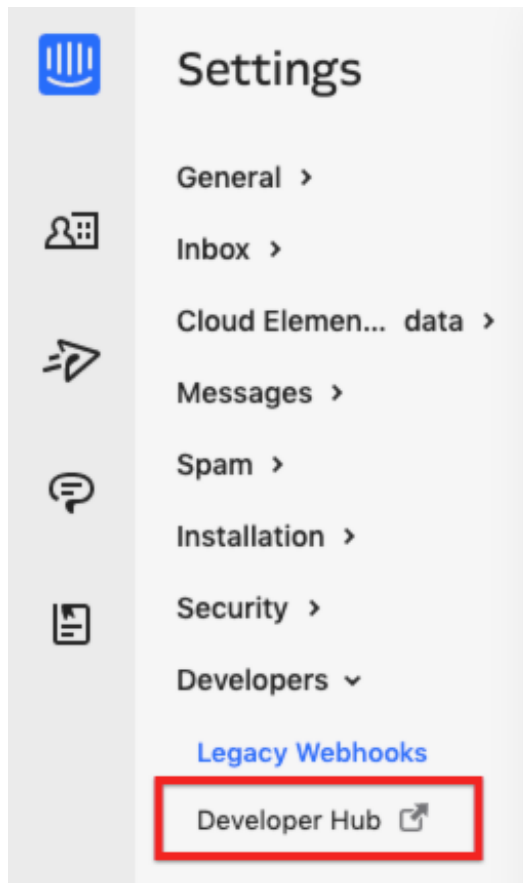 Settings
General
Inbox
Cloud Elemen... data
Messages
Spam
Installation
Security
Developers
Legacy Webhooks
Developer Hub